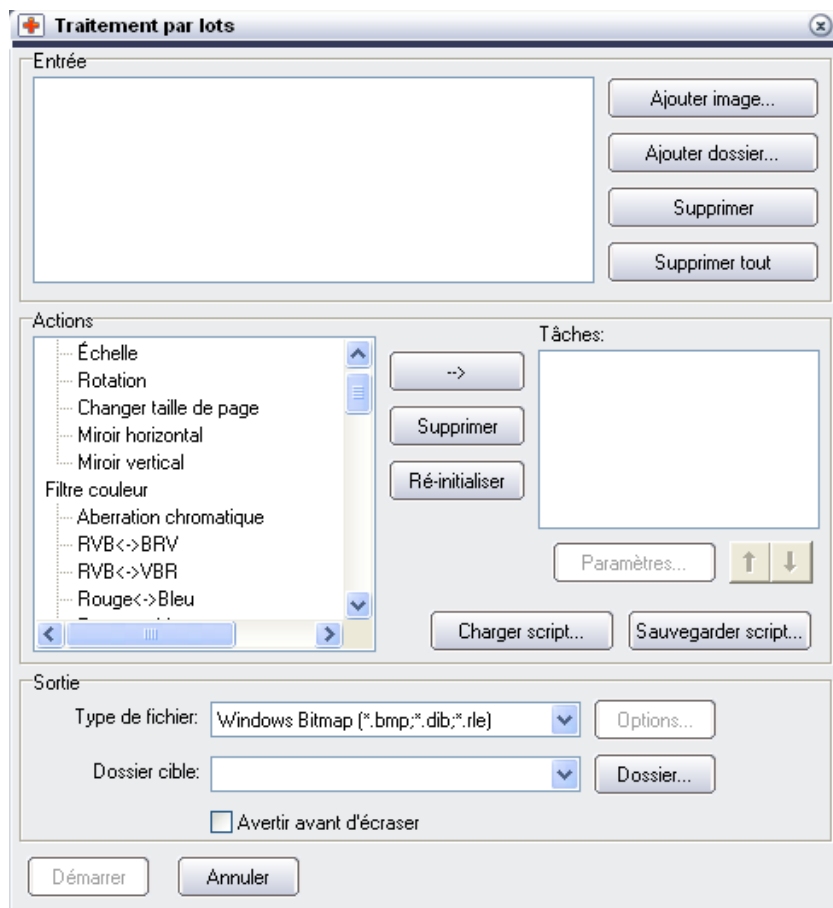 Traitement par lots
Entrée
Ajouter image...
Ajouter dossier...
Supprimer
Supprimer tout
Actions
Échelle
Rotation
Changer taille de page
Miroir horizontal
Miroir vertical
Filtre couleur
Aberration chromatique
RVB<->BRV
RVB<->VBR
Rouge<->Bleu
-->
Supprimer
Ré-initialiser
Tâches:
Paramètres...
Charger script...
Sauvegarder script...
Sortie
Type de fichier:
Windows Bitmap (*.bmp;*.dib;*.rle)
Options...
Dossier cible:
Dossier...
Avertir avant d'écraser
Démarrer
Annuler